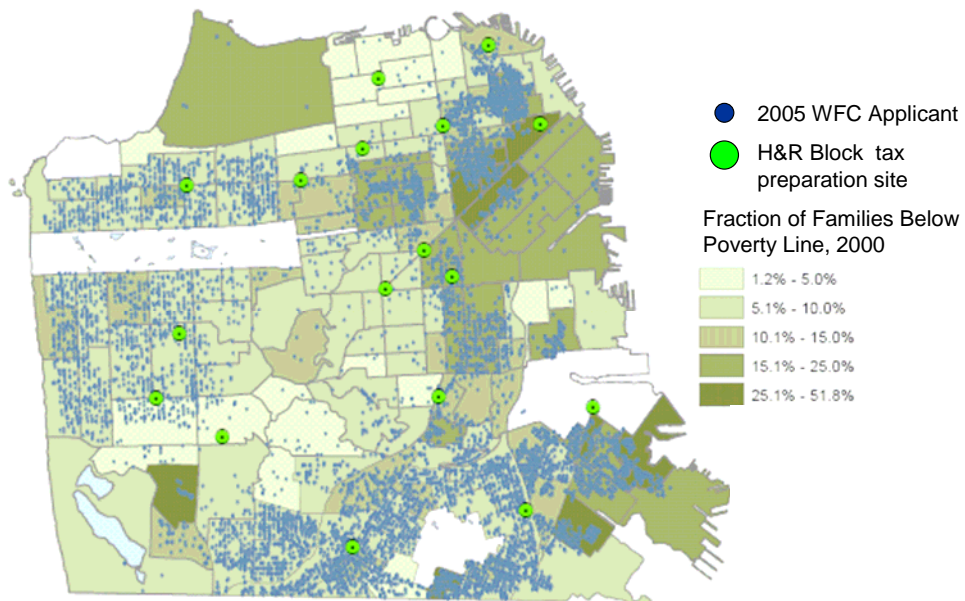 2005 WFC Applicant
H&R Block tax
preparation site
Fraction of Families Below
Poverty Line, 2000
1.2% - 5.0%
5.1% - 10.0%
10.1% - 15.0%
15.1% - 25.0%
25.1% - 51.8%